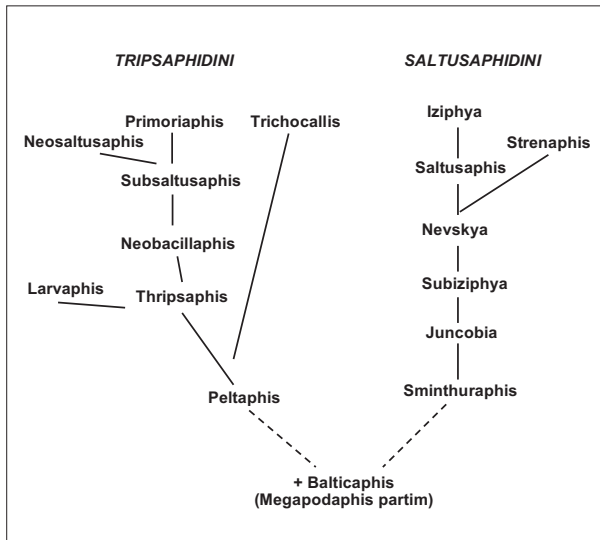 TRIPSAPHIDINI
SALTUSAPHIDINI
Primoriaphis
Trichocallis
Neosaltusaphis
Subsaltusaphis
Neobacillaphis
Larvaphis
Thripsaphis
Peltaphis
Iziphya
Strenaphis
Saltusaphis
Nevskya
Subiziphya
Juncobia
Sminthuraphis
+ Balticaphis
(Megapodaphis partim)